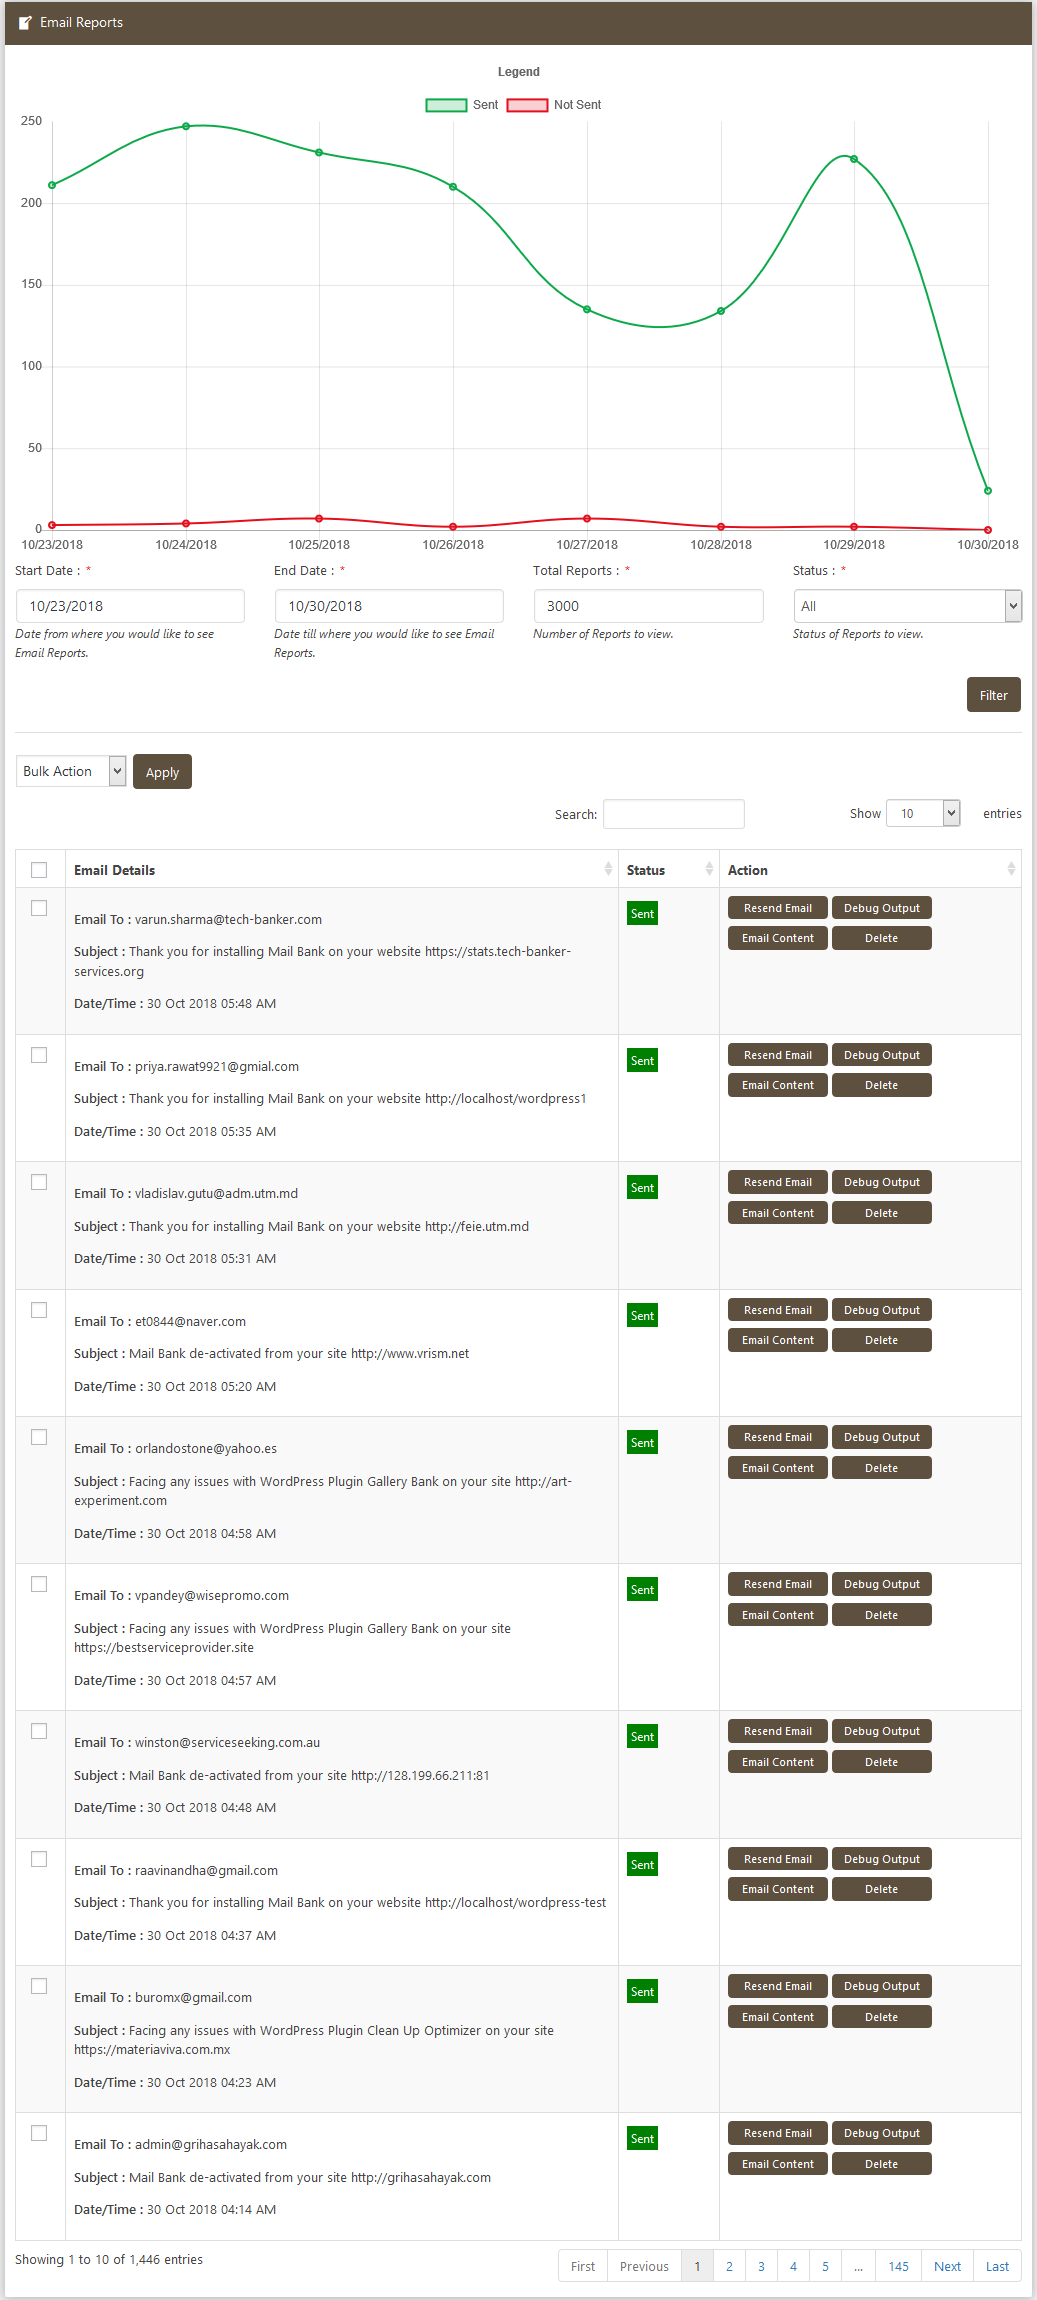 Email Reports
Legend
Sent Not Sent
250
200
150
100
50
0
10/23/2018 10/24/2018 10/25/2018 10/26/2018 10/27/2018 10/28/2018 10/29/2018 10/30/2018
Start Date : * End Date : * Total Reports : * Status : *
10/23/2018 10/30/2018 3000 All
Date from where you would like to see Date till where you would like to see Email Number of Reports to view. Status of Reports to view.
Email Reports. Reports.
Filter
Bulk Action Apply
Search: Show 10 entries
Email Details Status Action
Email To : varun.sharma@tech-banker.com Sent Resend Email Debug Output
Subject : Thank you for installing Mail Bank on your website https://stats.tech-banker- Email Content Delete
services.org
Date/Time : 30 Oct 2018 05:48 AM
Email To : priya.rawat9921@gmial.com Sent Resend Email Debug Output
Subject : Thank you for installing Mail Bank on your website http://localhost/wordpress1 Email Content Delete
Date/Time : 30 Oct 2018 05:35 AM
Email To : vladislav.gutu@adm.utm.md Sent Resend Email Debug Output
Subject : Thank you for installing Mail Bank on your website http://feie.utm.md Email Content Delete
Date/Time : 30 Oct 2018 05:31 AM
Email To : et0844@naver.com Sent Resend Email Debug Output
Subject : Mail Bank de-activated from your site http://www.vrism.net Email Content Delete
Date/Time : 30 Oct 2018 05:20 AM
Email To : orlandostone@yahoo.es Sent Resend Email Debug Output
Subject : Facing any issues with WordPress Plugin Gallery Bank on your site http://art- Email Content Delete
experiment.com
Date/Time : 30 Oct 2018 04:58 AM
Email To : vpandey@wisepromo.com Sent Resend Email Debug Output
Subject : Facing any issues with WordPress Plugin Gallery Bank on your site Email Content Delete
https://bestserviceprovider.site
Date/Time : 30 Oct 2018 04:57 AM
Email To : winston@serviceseeking.com.au Sent Resend Email Debug Output
Subject : Mail Bank de-activated from your site http://128.199.66.211:81 Email Content Delete
Date/Time : 30 Oct 2018 04:48 AM
Email To : raavinandha@gmail.com Sent Resend Email Debug Output
Subject : Thank you for installing Mail Bank on your website http://localhost/wordpress-test Email Content Delete
Date/Time : 30 Oct 2018 04:37 AM
Email To : buromx@gmail.com Sent Resend Email Debug Output
Subject : Facing any issues with WordPress Plugin Clean Up Optimizer on your site Email Content Delete
https://materiaviva.com.mx
Date/Time : 30 Oct 2018 04:23 AM
Email To : admin@grihasahayak.com Sent Resend Email Debug Output
Subject : Mail Bank de-activated from your site http://grihasahayak.com Email Content Delete
Date/Time : 30 Oct 2018 04:14 AM
Showing 1 to 10 of 1,446 entries First Previous 1 2 3 4 5 ... 145 Next Last